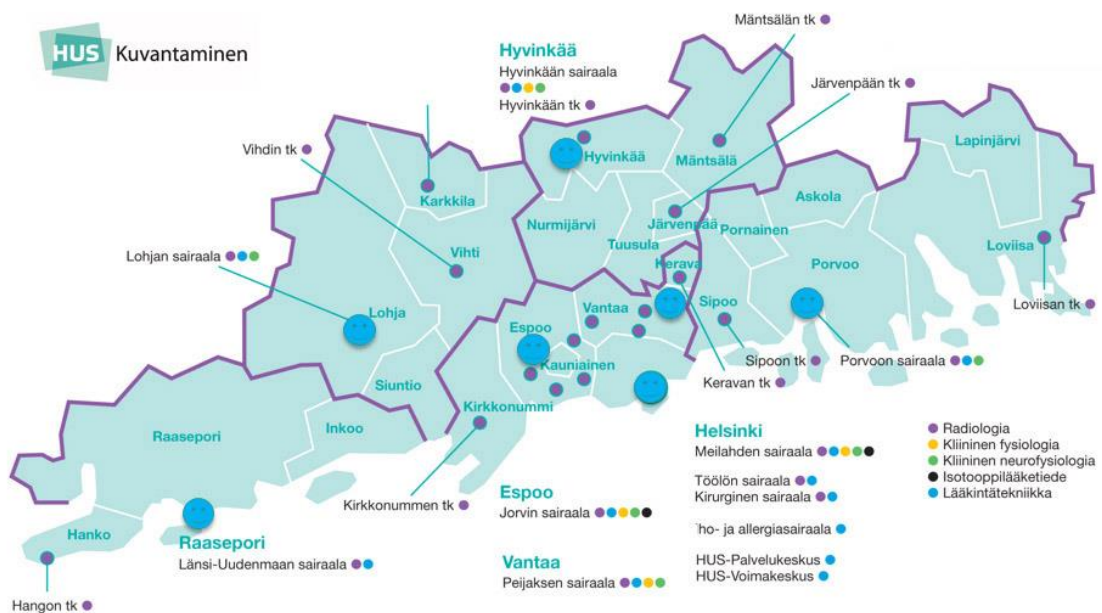 HUS Kuvantaminen
Mäntsälän tk
Hyvinkää
Hyvinkään sairaala
Hyvinkään tk
Järvenpään tk
Vihdin tk
Lapinjärvi
Hyvinkää
Mäntsälä
Karkkila
Askola
Nurmijärvi
Järvenpää
Pornainen
Tuusula
Vihti
Loviisa
Lohjan sairaala
Kerava
Porvoo
Vantaa
Sipoo
Lohja
Espoo
Loviisan tk
Kauniainen
Sipoon tk
Porvoon sairaala
Siuntio
Keravan tk
Kirkkonummi
Raasepori
Inkoo
Helsinki
Meilahden sairaala
Töölön sairaala
Kirurginen sairaala
ho- ja allergiasairaala
HUS-Palvelukeskus
HUS-Voimakeskus
Radiologia
Kliininen fysiologia
Kliininen neurofysiologia
Isotooppilääketiede
Lääkintätekniikka
Kirkkonummen tk
Espoo
Jorvin sairaala
Vantaa
Peijaksen sairaala
Hanko
Raasepori
Länsi-Uudenmaan sairaala
Hangon tk